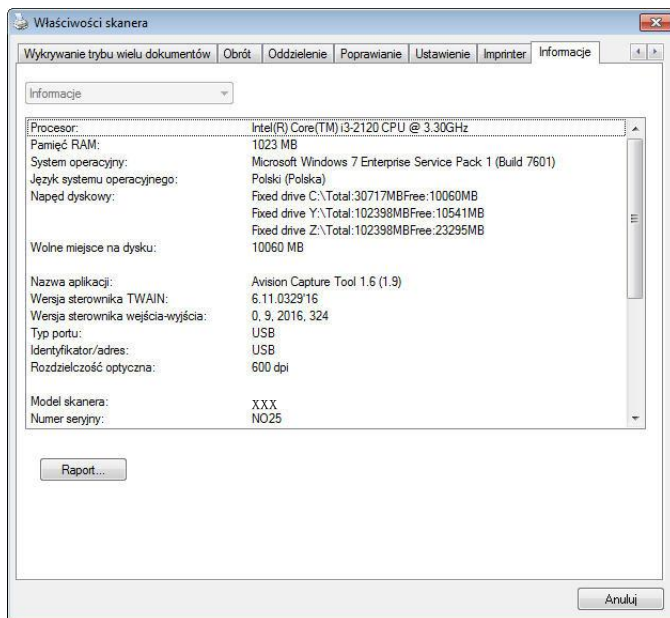 Właściwości skanera
Wykrywanie trybu wielu dokumentów Obrót Oddzielenie Poprawianie Ustawienie Imprinter Informacje
Informacje
Procesor: Intel(R) Core(TM) i3-2120 CPU @ 3.30GHz
Pamięć RAM: 1023 MB
System operacyjny: Microsoft Windows 7 Enterprise Service Pack 1 (Build 7601)
Język systemu operacyjnego: Polski (Polska)
Napęd dyskowy: Fixed drive C:\Total:30717MBFree:10060MB
Fixed drive Y:\Total:102398MBFree:10541MB
Fixed drive Z:\Total:102398MBFree:23295MB
Wolne miejsce na dysku: 10060 MB
Nazwa aplikacji: Avision Capture Tool 1.6 (1.9)
Wersja sterownika TWAIN: 6.11.0329'16
Wersja sterownika wejścia-wyjścia: 0, 9, 2016, 324
Typ portu: USB
Identyfikator/adres: USB
Rozdzielczość optyczna: 600 dpi
Model skanera: XXX
Numer seryjny: NO25
Raport...
Anuluj